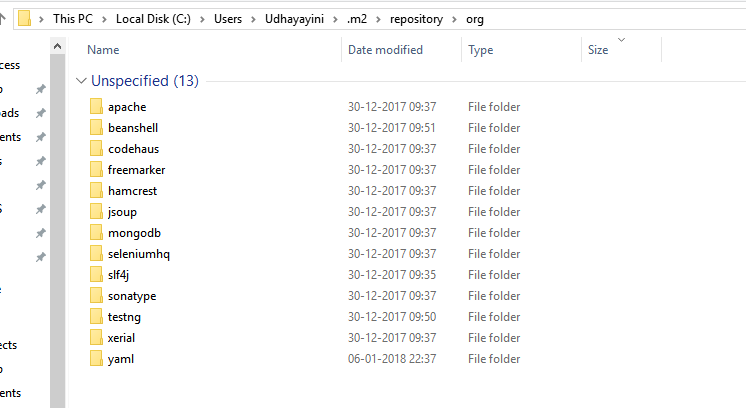 This PC > Local Disk (C:) > Users > Udhayayini > .m2 > repository > org
Name Date modified Type Size
Unspecified (13)
cess
apache 30-12-2017 09:37 File folder
beanshell 30-12-2017 09:51 File folder
ads
codehaus 30-12-2017 09:37 File folder
ents
freemarker 30-12-2017 09:37 File folder
hamcrest 30-12-2017 09:37 File folder
jsoup 30-12-2017 09:37 File folder
mongodb 30-12-2017 09:37 File folder
seleniumhq 30-12-2017 09:37 File folder
slf4j 30-12-2017 09:35 File folder
sonatype 30-12-2017 09:37 File folder
testng 30-12-2017 09:50 File folder
xerial 30-12-2017 09:37 File folder
ects
yaml 06-01-2018 22:37 File folder
ents